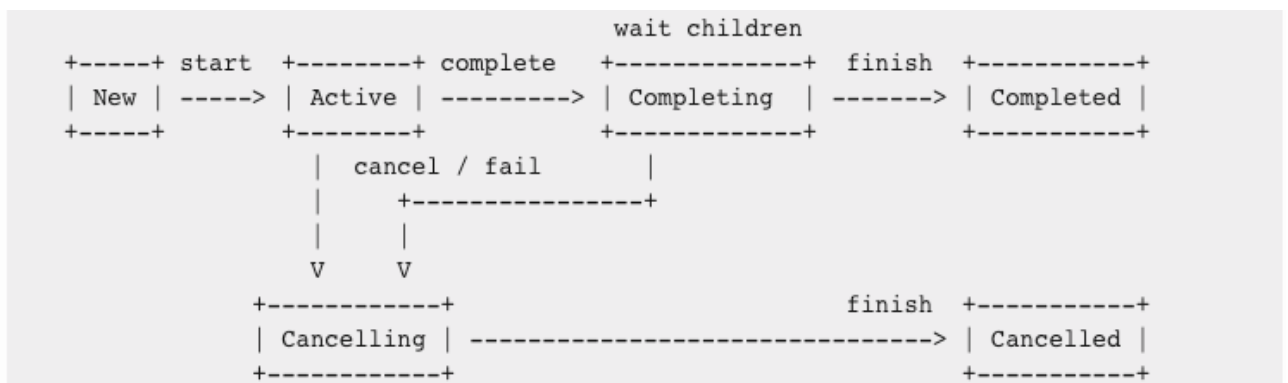 wait children
+-----+ start  +--------+ complete   +-------------+  finish  +-----------+
| New | -----> | Active | ---------> | Completing  | -------> | Completed |
+-----+        +--------+            +-------------+          +-----------+
                 |  cancel / fail       |
                 |     +----------------+
                 |     |
                 V     V
             +------------+                           finish  +-----------+
             | Cancelling | --------------------------------> | Cancelled |
             +------------+                                   +-----------+